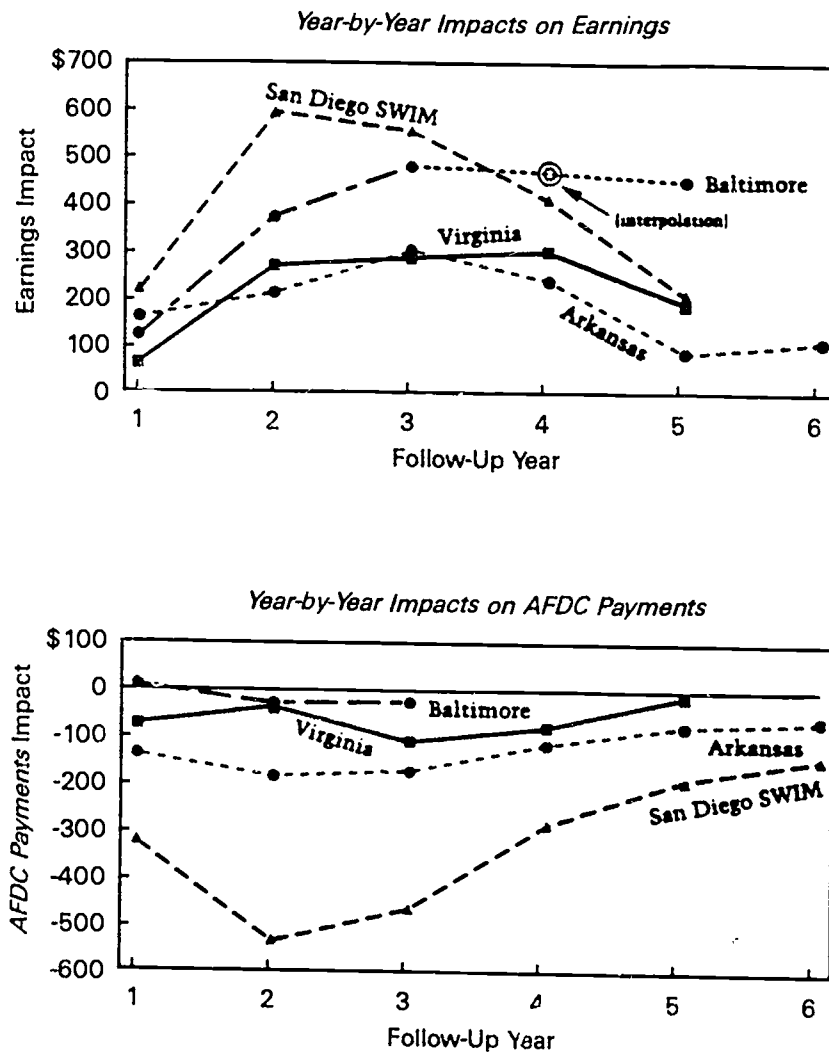 Year-by-Year Impacts on Earnings
$700
600
500
400
300
200
100
0
Earnings Impact
San Diego SWIM
Baltimore
(interpolation)
Virginia
Arkansas
1 2 3 4 5 6
Follow-Up Year
Year-by-Year Impacts on AFDC Payments
$100
0
-100
-200
-300
-400
-500
-600
AFDC Payments Impact
Baltimore
Virginia
Arkansas
San Diego SWIM
1 2 3 4 5 6
Follow-Up Year